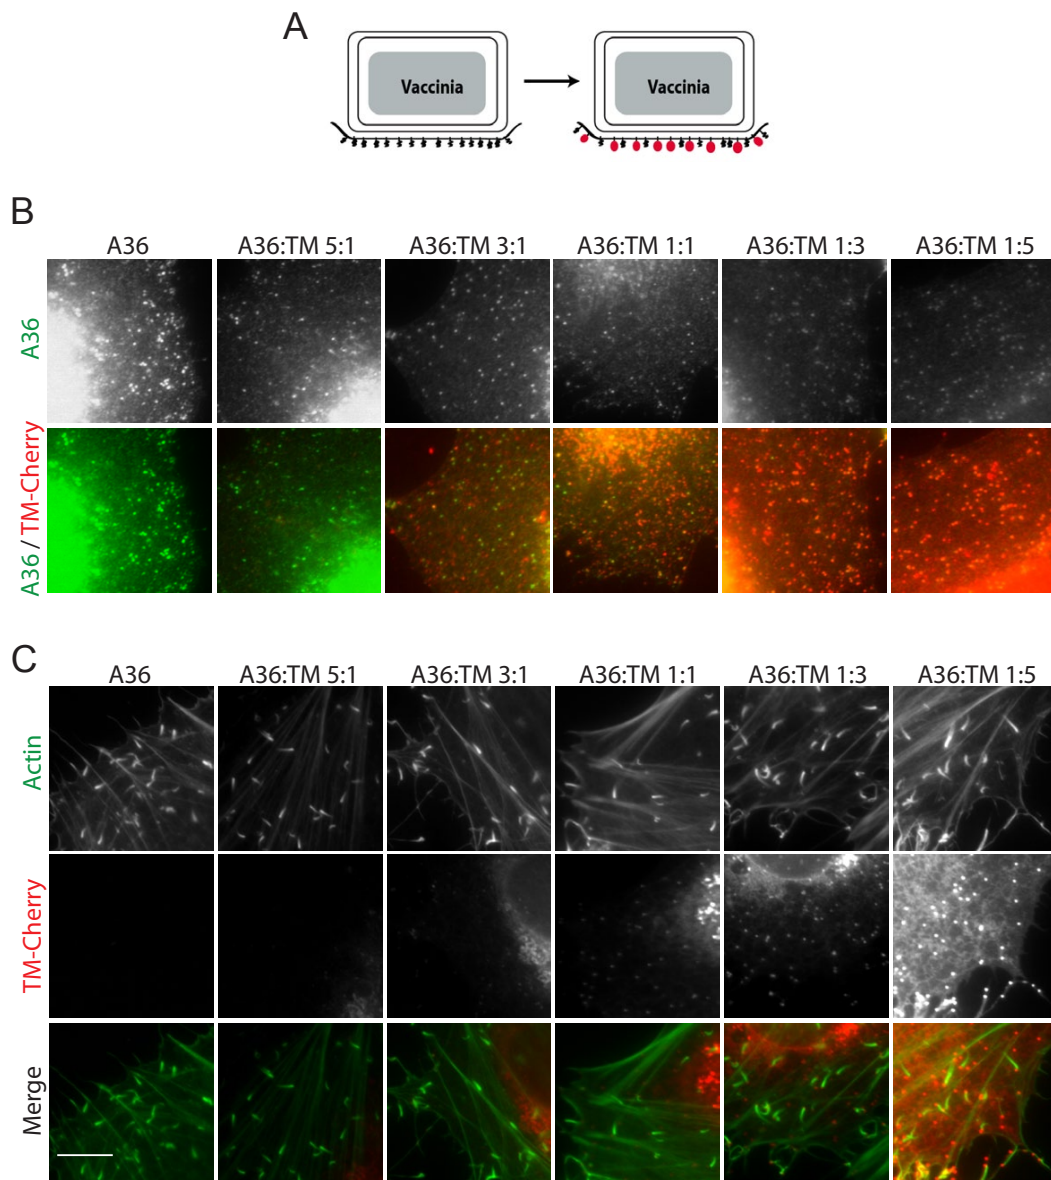 A
Vaccinia
Vaccinia
B
A36
A36:TM 5:1
A36:TM 3:1
A36:TM 1:1
A36:TM 1:3
A36:TM 1:5
A36
A36 / TM-Cherry
C
A36
A36:TM 5:1
A36:TM 3:1
A36:TM 1:1
A36:TM 1:3
A36:TM 1:5
Actin
TM-Cherry
Merge